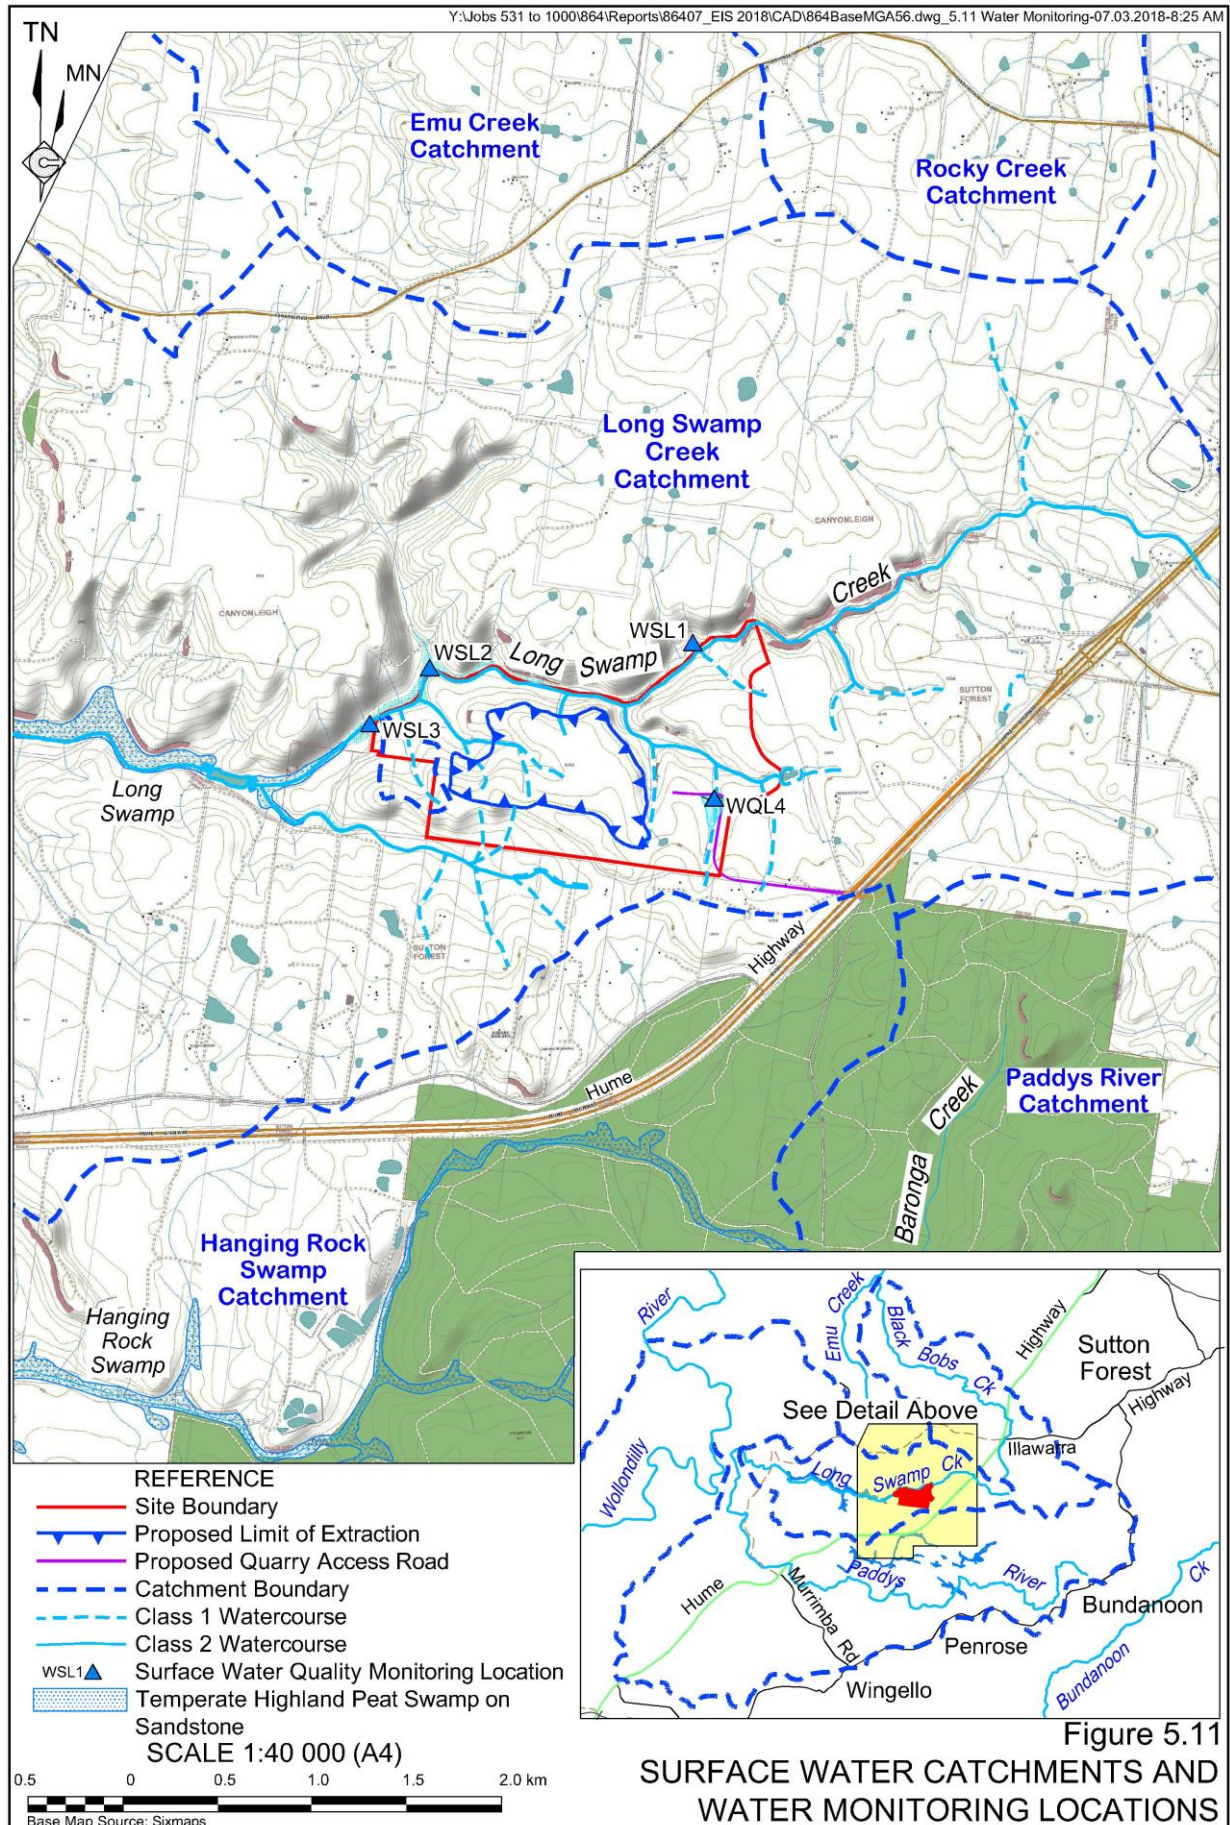 Y:\Jobs 531 to 1000\864\Reports\86407_EIS 2018\CAD\864BaseMGA56.dwg_5.11 Water Monitoring-07.03.2018-8:25 AM
TN
MN
Emu Creek
Catchment
Rocky Creek
Catchment
Long Swamp
Creek
Catchment
CANYONLEIGH
Creek
CANYONLEIGH
WSL1
WSL2
Long Swamp
SUTTON
FOREST
WSL3
Long
Swamp
WQL4
SUTTON
FOREST
Highway
Hume
Paddys River
Catchment
Creek
Baronga
Hanging Rock
Swamp
Catchment
Hanging
Rock
Swamp
River
Emu Creek
Black
Bobs
Ck
Highway
Sutton
Forest
Highway
See Detail Above
Illawarra
Wollondilly
Long
Swamp
Ck
Paddys
River
Hume
Murrimba Rd
Bundanoon
Ck
Penrose
Wingello
Bundanoon
REFERENCE
Site Boundary
Proposed Limit of Extraction
Proposed Quarry Access Road
Catchment Boundary
Class 1 Watercourse
Class 2 Watercourse
WSL1 Surface Water Quality Monitoring Location
Temperate Highland Peat Swamp on
Sandstone
SCALE 1:40 000 (A4)
0.5 0 0.5 1.0 1.5 2.0 km
Base Map Source: Sixmaps
Figure 5.11
SURFACE WATER CATCHMENTS AND
WATER MONITORING LOCATIONS